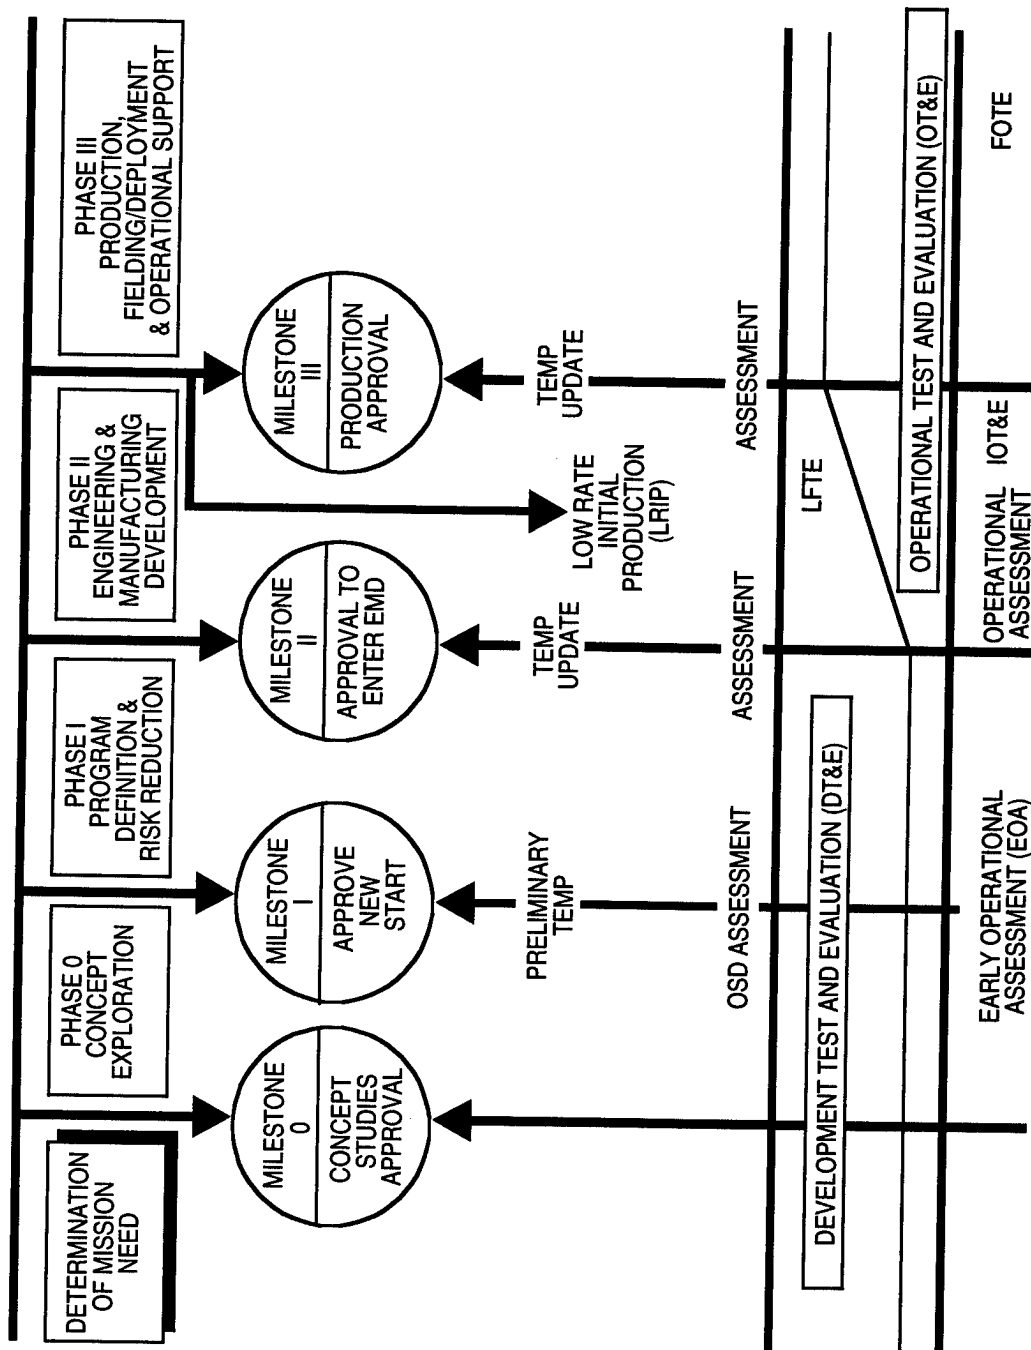 DETERMINATION
OF MISSION
NEED
PHASE 0
CONCEPT
EXPLORATION
PHASE I
PROGRAM
DEFINITION &
RISK REDUCTION
PHASE II
ENGINEERING &
MANUFACTURING
DEVELOPMENT
PHASE III
PRODUCTION,
FIELDING/DEPLOYMENT
& OPERATIONAL SUPPORT
MILESTONE
0
CONCEPT
STUDIES
APPROVAL
MILESTONE
I
APPROVE
NEW
START
MILESTONE
II
APPROVAL TO
ENTER EMD
MILESTONE
III
PRODUCTION
APPROVAL
PRELIMINARY
TEMP
TEMP
UPDATE
LOW RATE
INITIAL
PRODUCTION
(LRIP)
TEMP
UPDATE
OSD ASSESSMENT
ASSESSMENT
ASSESSMENT
DEVELOPMENT TEST AND EVALUATION (DT&E)
LFTE
OPERATIONAL TEST AND EVALUATION (OT&E)
EARLY OPERATIONAL
ASSESSMENT (EOA)
OPERATIONAL
ASSESSMENT
IOT&E
FOTE